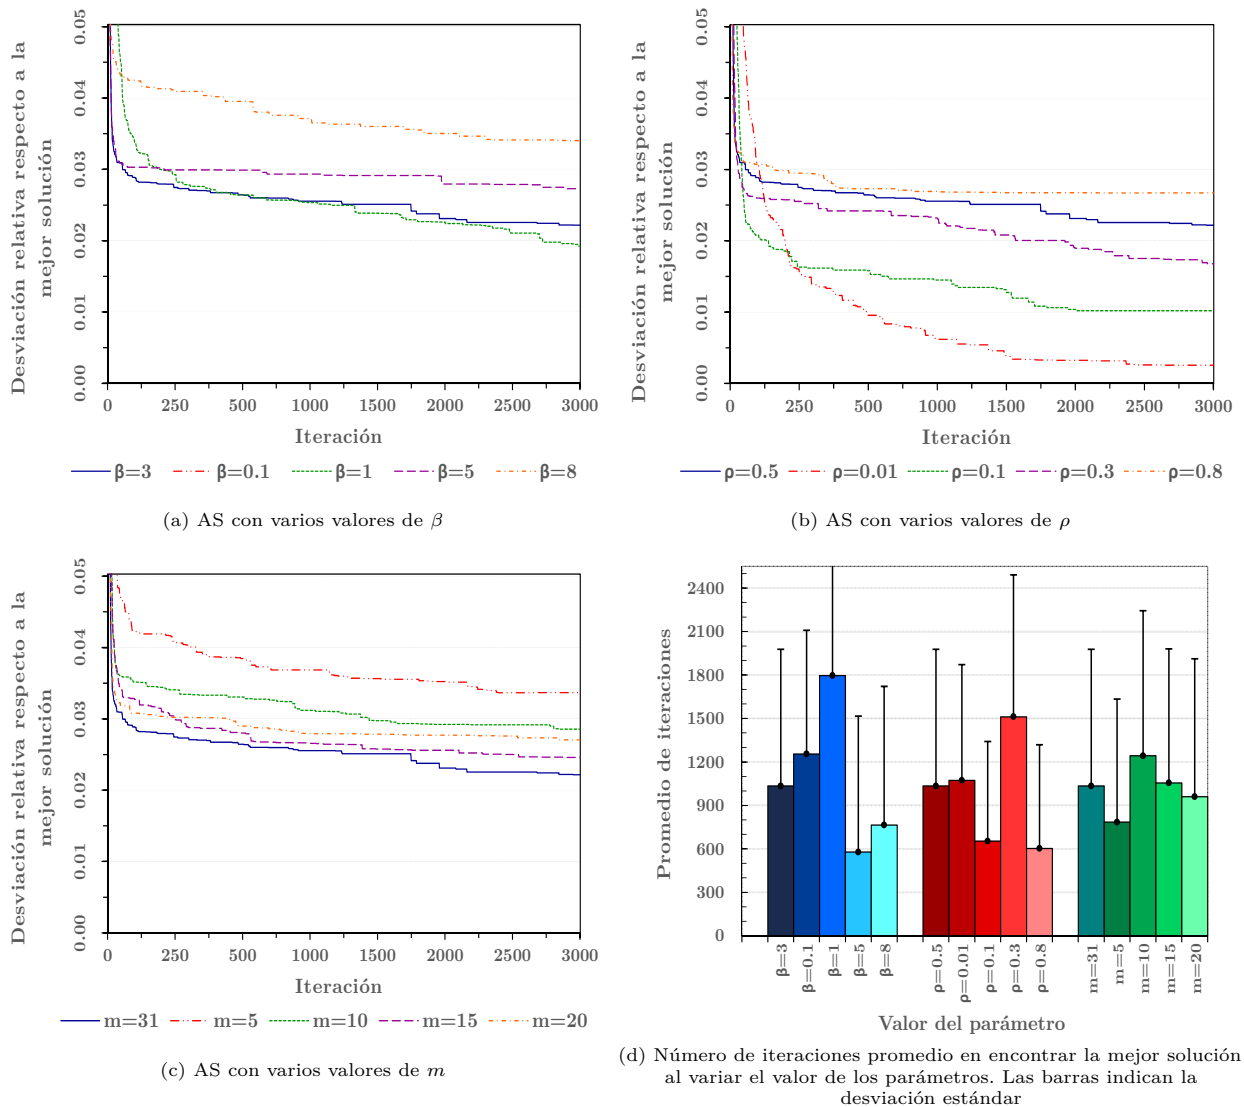 Desviación relativa respecto a la
mejor solución
0.05
0.04
0.03
0.02
0.01
0.00
0 250 500 1000 1500 2000 2500 3000
Iteración
β=3 β=0.1 β=1 β=5 β=8
(a) AS con varios valores de β
Desviación relativa respecto a la
mejor solución
0.05
0.04
0.03
0.02
0.01
0.00
0 250 500 1000 1500 2000 2500 3000
Iteración
ρ=0.5 ρ=0.01 ρ=0.1 ρ=0.3 ρ=0.8
(b) AS con varios valores de ρ
Desviación relativa respecto a la
mejor solución
0.05
0.04
0.03
0.02
0.01
0.00
0 250 500 1000 1500 2000 2500 3000
Iteración
m=31 m=5 m=10 m=15 m=20
(c) AS con varios valores de m
Promedio de iteraciones
2400
2100
1800
1500
1200
900
600
300
0
β=3 β=0.1 β=1 β=5 β=8 ρ=0.5 ρ=0.01 ρ=0.1 ρ=0.3 ρ=0.8 m=31 m=5 m=10 m=15 m=20
Valor del parámetro
(d) Número de iteraciones promedio en encontrar la mejor solución
al variar el valor de los parámetros. Las barras indican la
desviación estándar